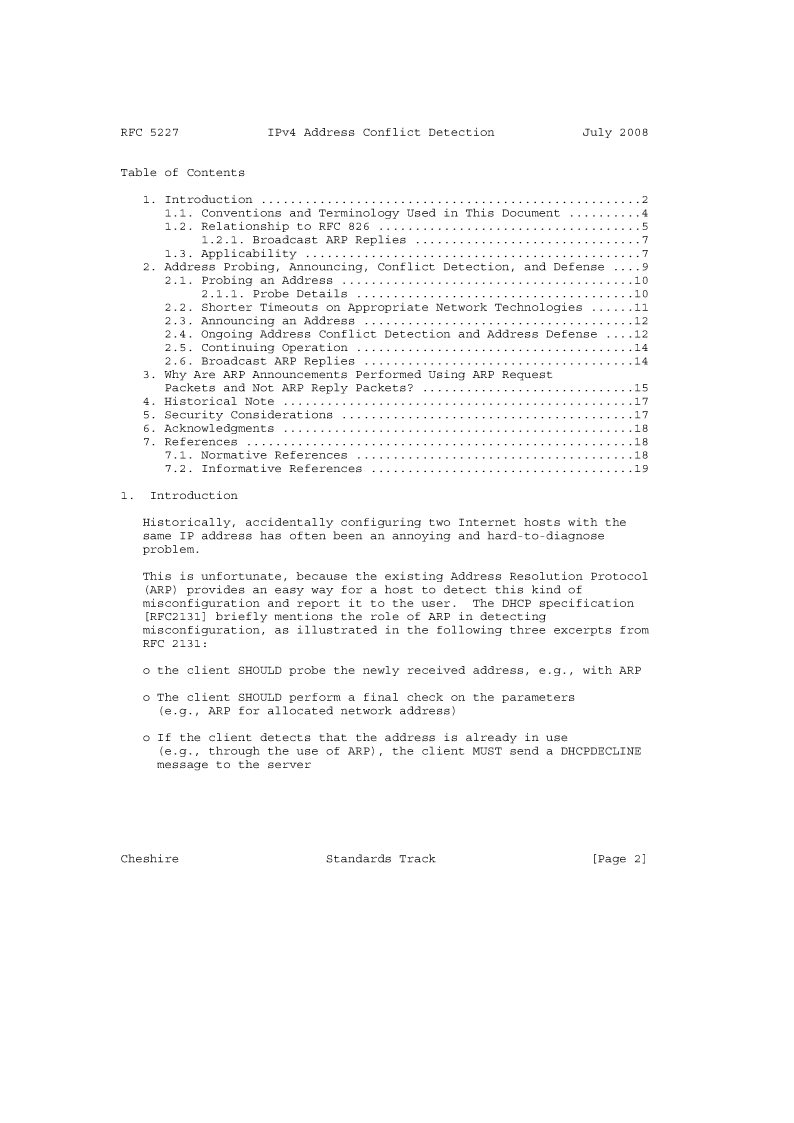 RFC 5227 IPv4 Address Conflict Detection July 2008
Table of Contents
1. Introduction ....................................................2
1.1. Conventions and Terminology Used in This Document ..........4
1.2. Relationship to RFC 826 ....................................5
1.2.1. Broadcast ARP Replies ...............................7
1.3. Applicability ..............................................7
2. Address Probing, Announcing, Conflict Detection, and Defense ....9
2.1. Probing an Address ........................................10
2.1.1. Probe Details ......................................10
2.2. Shorter Timeouts on Appropriate Network Technologies ......11
2.3. Announcing an Address .....................................12
2.4. Ongoing Address Conflict Detection and Address Defense ....12
2.5. Continuing Operation ......................................14
2.6. Broadcast ARP Replies .....................................14
3. Why Are ARP Announcements Performed Using ARP Request
Packets and Not ARP Reply Packets? .............................15
4. Historical Note ................................................17
5. Security Considerations ........................................17
6. Acknowledgments ................................................18
7. References .....................................................18
7.1. Normative References ......................................18
7.2. Informative References ....................................19
1. Introduction
Historically, accidentally configuring two Internet hosts with the
same IP address has often been an annoying and hard-to-diagnose
problem.
This is unfortunate, because the existing Address Resolution Protocol
(ARP) provides an easy way for a host to detect this kind of
misconfiguration and report it to the user. The DHCP specification
[RFC2131] briefly mentions the role of ARP in detecting
misconfiguration, as illustrated in the following three excerpts from
RFC 2131:
o the client SHOULD probe the newly received address, e.g., with ARP
o The client SHOULD perform a final check on the parameters
(e.g., ARP for allocated network address)
o If the client detects that the address is already in use
(e.g., through the use of ARP), the client MUST send a DHCPDECLINE
message to the server
Cheshire Standards Track [Page 2]